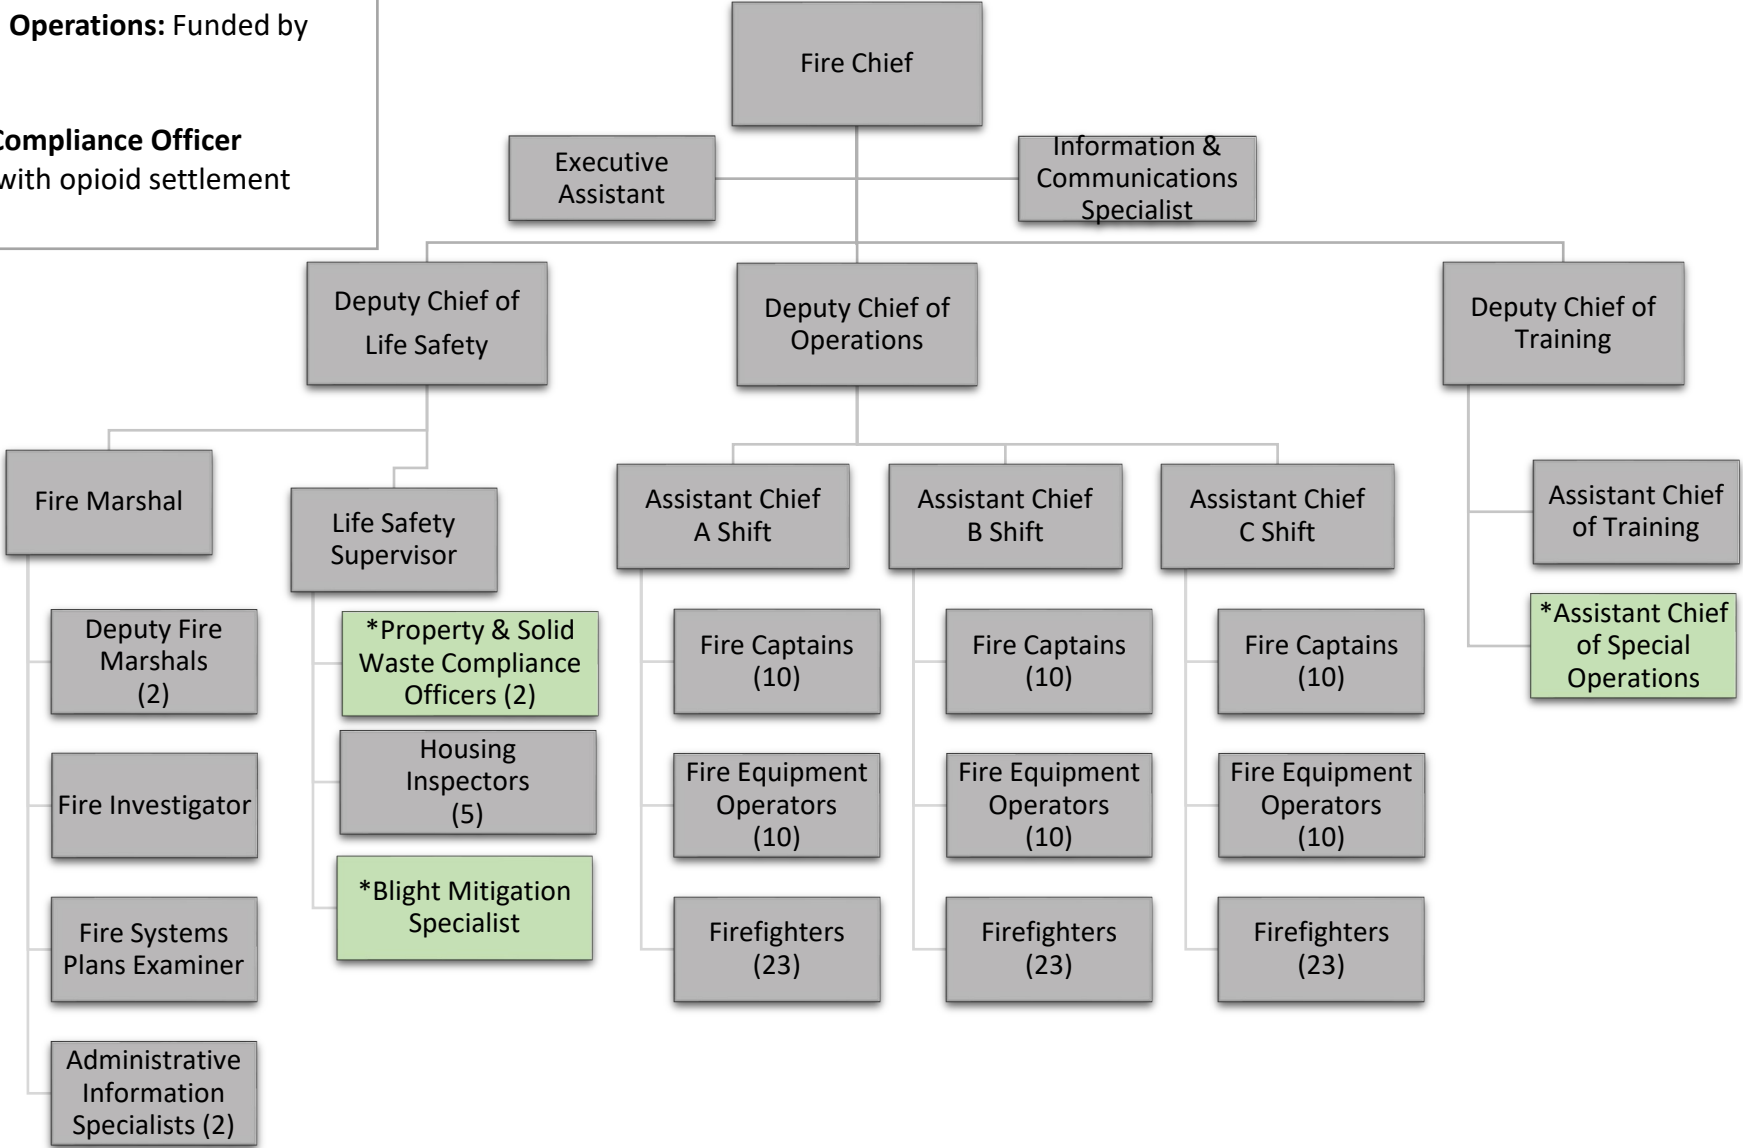 Operations: Funded by
Compliance Officer
with opioid settlement
Fire Chief
Executive
Assistant
Information &
Communications
Specialist
Deputy Chief of
Life Safety
Deputy Chief of
Operations
Deputy Chief of
Training
Fire Marshal
Life Safety
Supervisor
Assistant Chief
A Shift
Assistant Chief
B Shift
Assistant Chief
C Shift
Assistant Chief
of Training
*Assistant Chief
of Special
Operations
Deputy Fire
Marshals
(2)
Fire Investigator
Fire Systems
Plans Examiner
Administrative
Information
Specialists (2)
*Property & Solid
Waste Compliance
Officers (2)
Housing
Inspectors
(5)
*Blight Mitigation
Specialist
Fire Captains
(10)
Fire Equipment
Operators
(10)
Firefighters
(23)
Fire Captains
(10)
Fire Equipment
Operators
(10)
Firefighters
(23)
Fire Captains
(10)
Fire Equipment
Operators
(10)
Firefighters
(23)